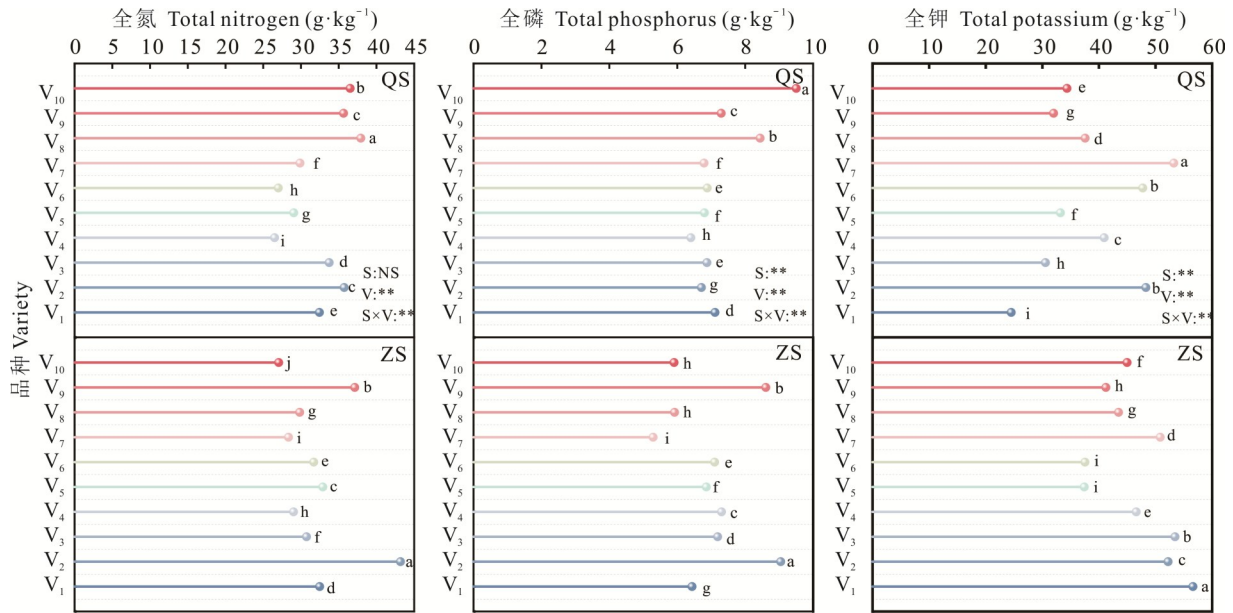 全氮 Total nitrogen (g·kg⁻¹)
0 5 10 15 20 25 30 35 40 45
QS
V₁₀ b
V₉ c
V₈ a
V₇ f
V₆ h
V₅ g
V₄ i
V₃ d
S:NS
V₂ c
V:**
V₁ e
S×V:**
ZS
V₁₀ j
V₉ b
V₈ g
V₇ i
V₆ e
V₅ c
V₄ h
V₃ f
V₂ a
V₁ d
全磷 Total phosphorus (g·kg⁻¹)
0 2 4 6 8 10
QS
V₁₀ a
V₉ c
V₈ b
V₇ f
V₆ e
V₅ f
V₄ h
V₃ e
S:**
V₂ g
V:**
V₁ d
S×V:**
ZS
V₁₀ h
V₉ b
V₈ h
V₇ i
V₆ e
V₅ f
V₄ c
V₃ d
V₂ a
V₁ g
全钾 Total potassium (g·kg⁻¹)
0 10 20 30 40 50 60
QS
V₁₀ e
V₉ g
V₈ d
V₇ a
V₆ b
V₅ f
V₄ c
V₃ h
S:**
V₂ b
V:**
V₁ i
S×V:**
ZS
V₁₀ f
V₉ h
V₈ g
V₇ d
V₆ i
V₅ i
V₄ e
V₃ b
V₂ c
V₁ a
品种 Variety